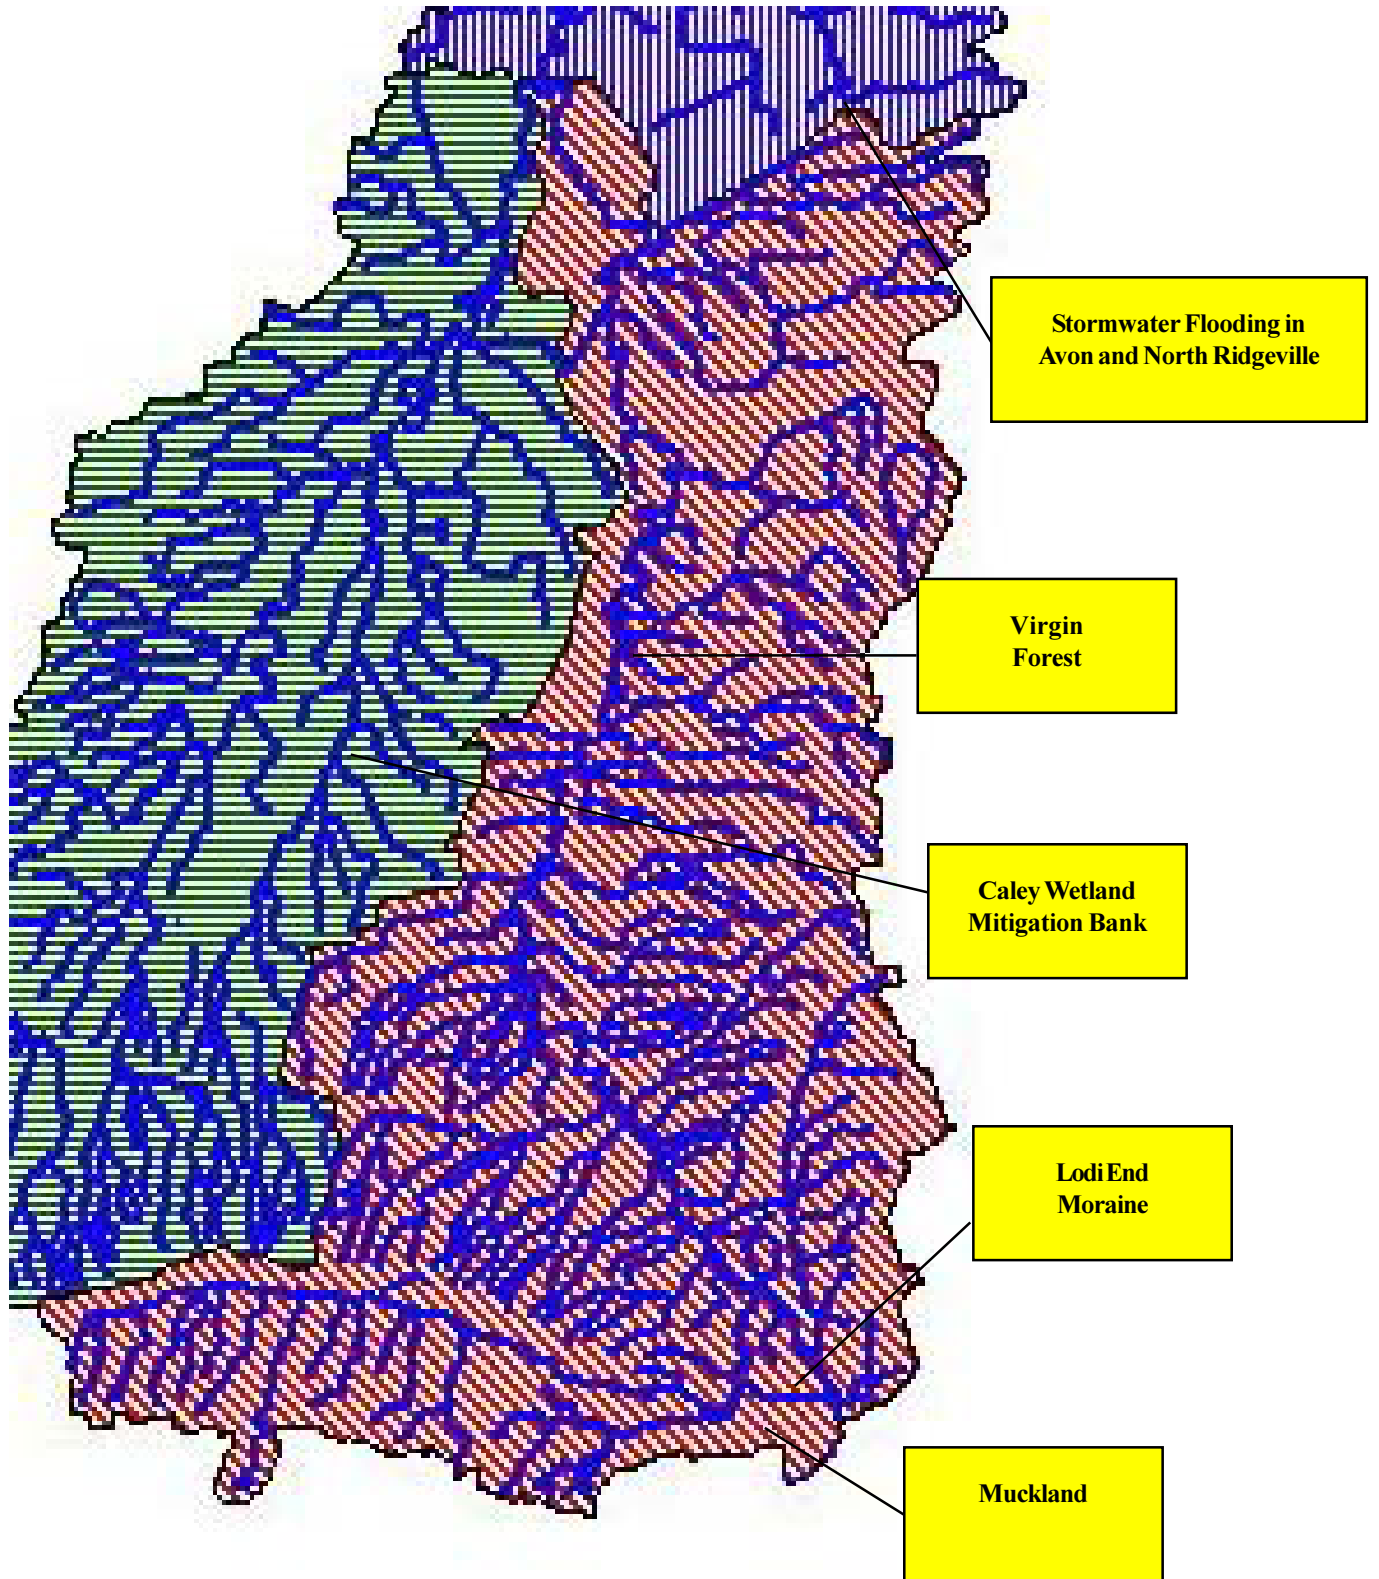 Stormwater Flooding in
Avon and North Ridgeville
Virgin
Forest
Caley Wetland
Mitigation Bank
Lodi End
Moraine
Muckland